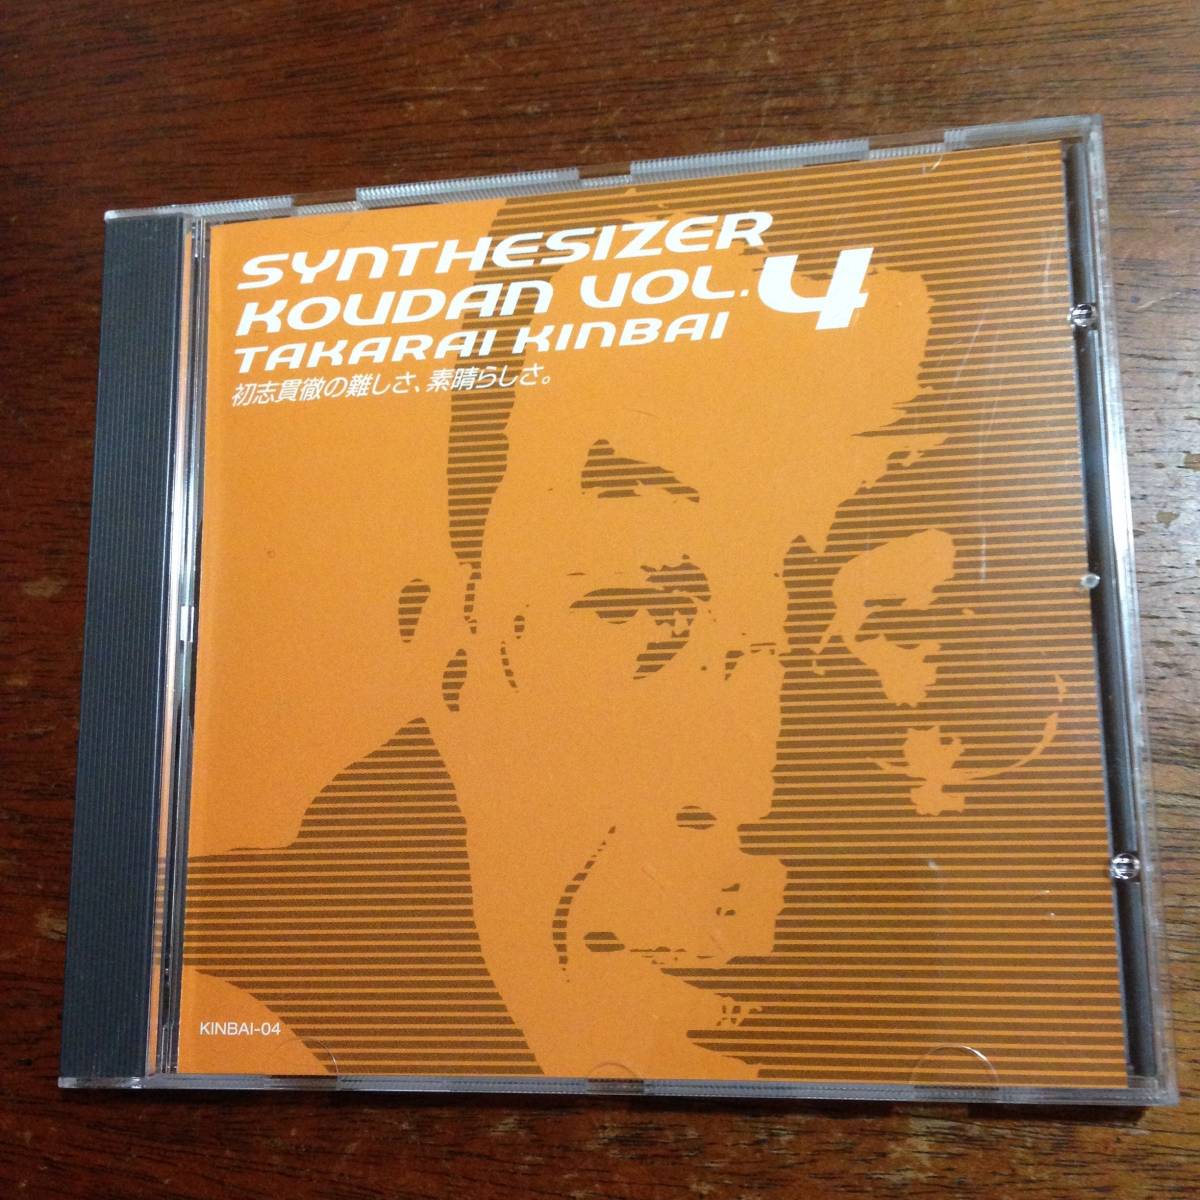 SYNTHESIZER
KOUDAN VOL.4
TAKARAI KINBAI
初志貫徹の難しさ、素晴らしさ。
KINBAI-04